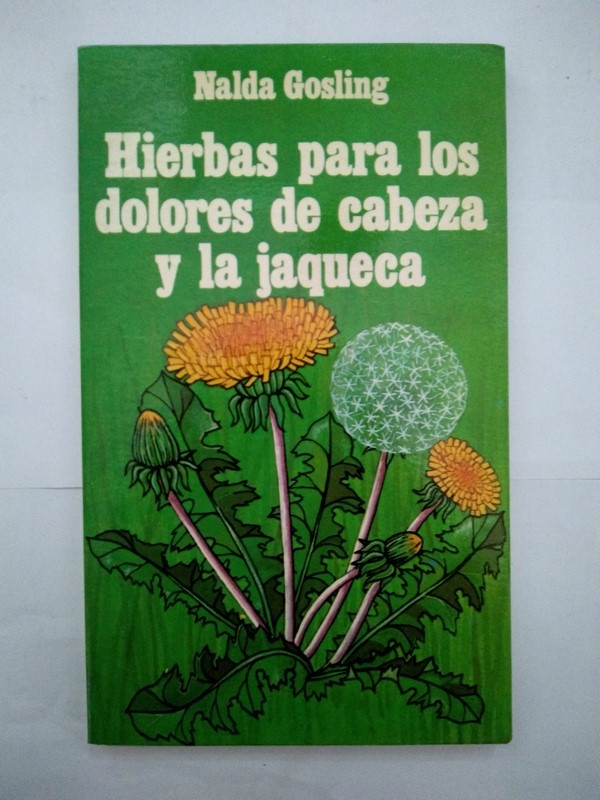 Nalda Gosling
Hierbas para los
dolores de cabeza
y la jaqueca